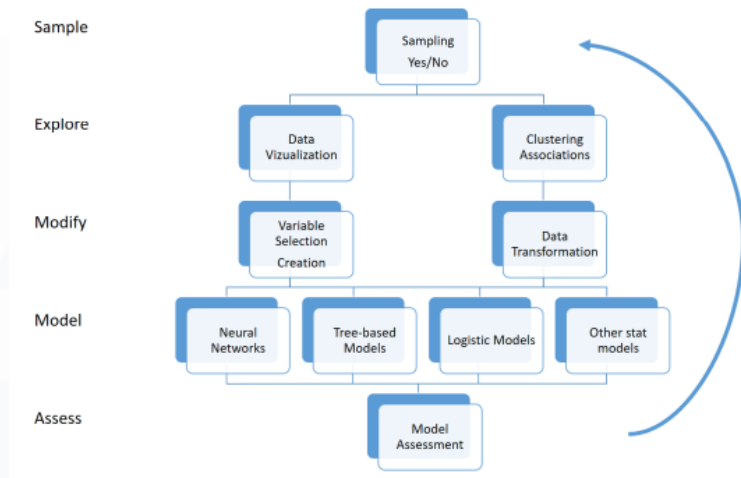 Sample
Sampling
Yes/No
Explore
Data
Vizualization
Clustering
Associations
Modify
Variable
Selection
Creation
Data
Transformation
Model
Neural
Networks
Tree-based
Models
Logistic Models
Other stat
models
Assess
Model
Assessment